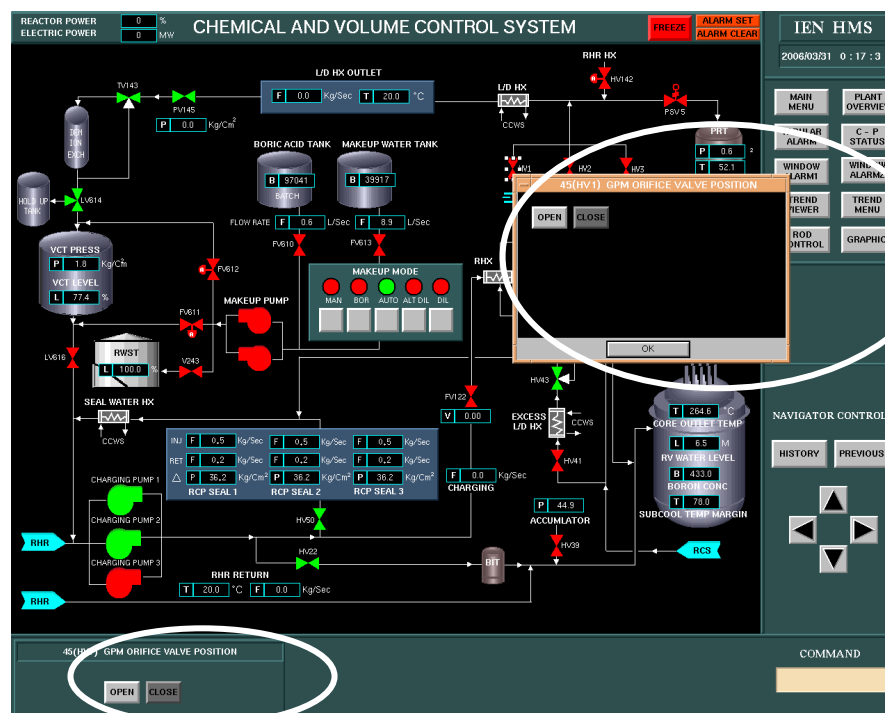 REACTOR POWER 0 %
ELECTRIC POWER 0 MW
CHEMICAL AND VOLUME CONTROL SYSTEM
FREEZE
ALARM SET
ALARM CLEAR
IEN HMS
2006/03/31 0 : 17 : 3
MAIN MENU
PLANT
ALARM
C - P STATUS
WINDOW
TREND MENU
ROD
GRAPHIC
NAVIGATOR CONTROL
HISTORY
PREVIOUS
COMMAND
RHR HX
HV142
TV143
PV145
P 0.0 Kg/Cm²
L/D HX OUTLET
F 0.0 Kg/Sec T 20.0 °C
L/D HX
CCWS
PSV5
PRT
P 0.6 2
T 52.1
HV1
HV2
HV3
DEM ION EXCH
HOLD UP TANK
LV614
BORIC ACID TANK
B 97041
BATCH
MAKEUP WATER TANK
B 39917
FLOW RATE F 0.6 L/Sec F 8.9 L/Sec
FV610
FV613
VCT PRESS
P 1.8 Kg/Cm²
VCT LEVEL
L 77.4 %
FV612
FV611
MAKEUP PUMP
MAKEUP MODE
MAN BOR AUTO ALT DIL DIL
RHX
LV616
RWST
L 100.0 %
V243
45(HV1) GPM ORIFICE VALVE POSITION
OPEN CLOSE
OK
SEAL WATER HX
CCWS
FV122
V 0.00
HV43
EXCESS L/D HX
CCWS
HV41
T 264.6 °C
CORE OUTLET TEMP
L 6.5 M
RV WATER LEVEL
B 433.0
BORON CONC
T 78.0
SUBCOOL TEMP MARGIN
INJ F 0.5 Kg/Sec F 0.5 Kg/Sec F 0.5 Kg/Sec
RET F 0.2 Kg/Sec F 0.2 Kg/Sec F 0.2 Kg/Sec
△ P 36.2 Kg/Cm² P 36.2 Kg/Cm² P 36.2 Kg/Cm²
RCP SEAL 1 RCP SEAL 2 RCP SEAL 3
F 0.0 Kg/Sec
CHARGING
CHARGING PUMP 1
CHARGING PUMP 2
CHARGING PUMP 3
HV50
P 44.9
ACCUMLATOR
HV39
RHR
HV22
BIT
RCS
RHR RETURN
T 20.0 °C F 0.0 Kg/Sec
RHR
GPM ORIFICE VALVE POSITION
OPEN CLOSE